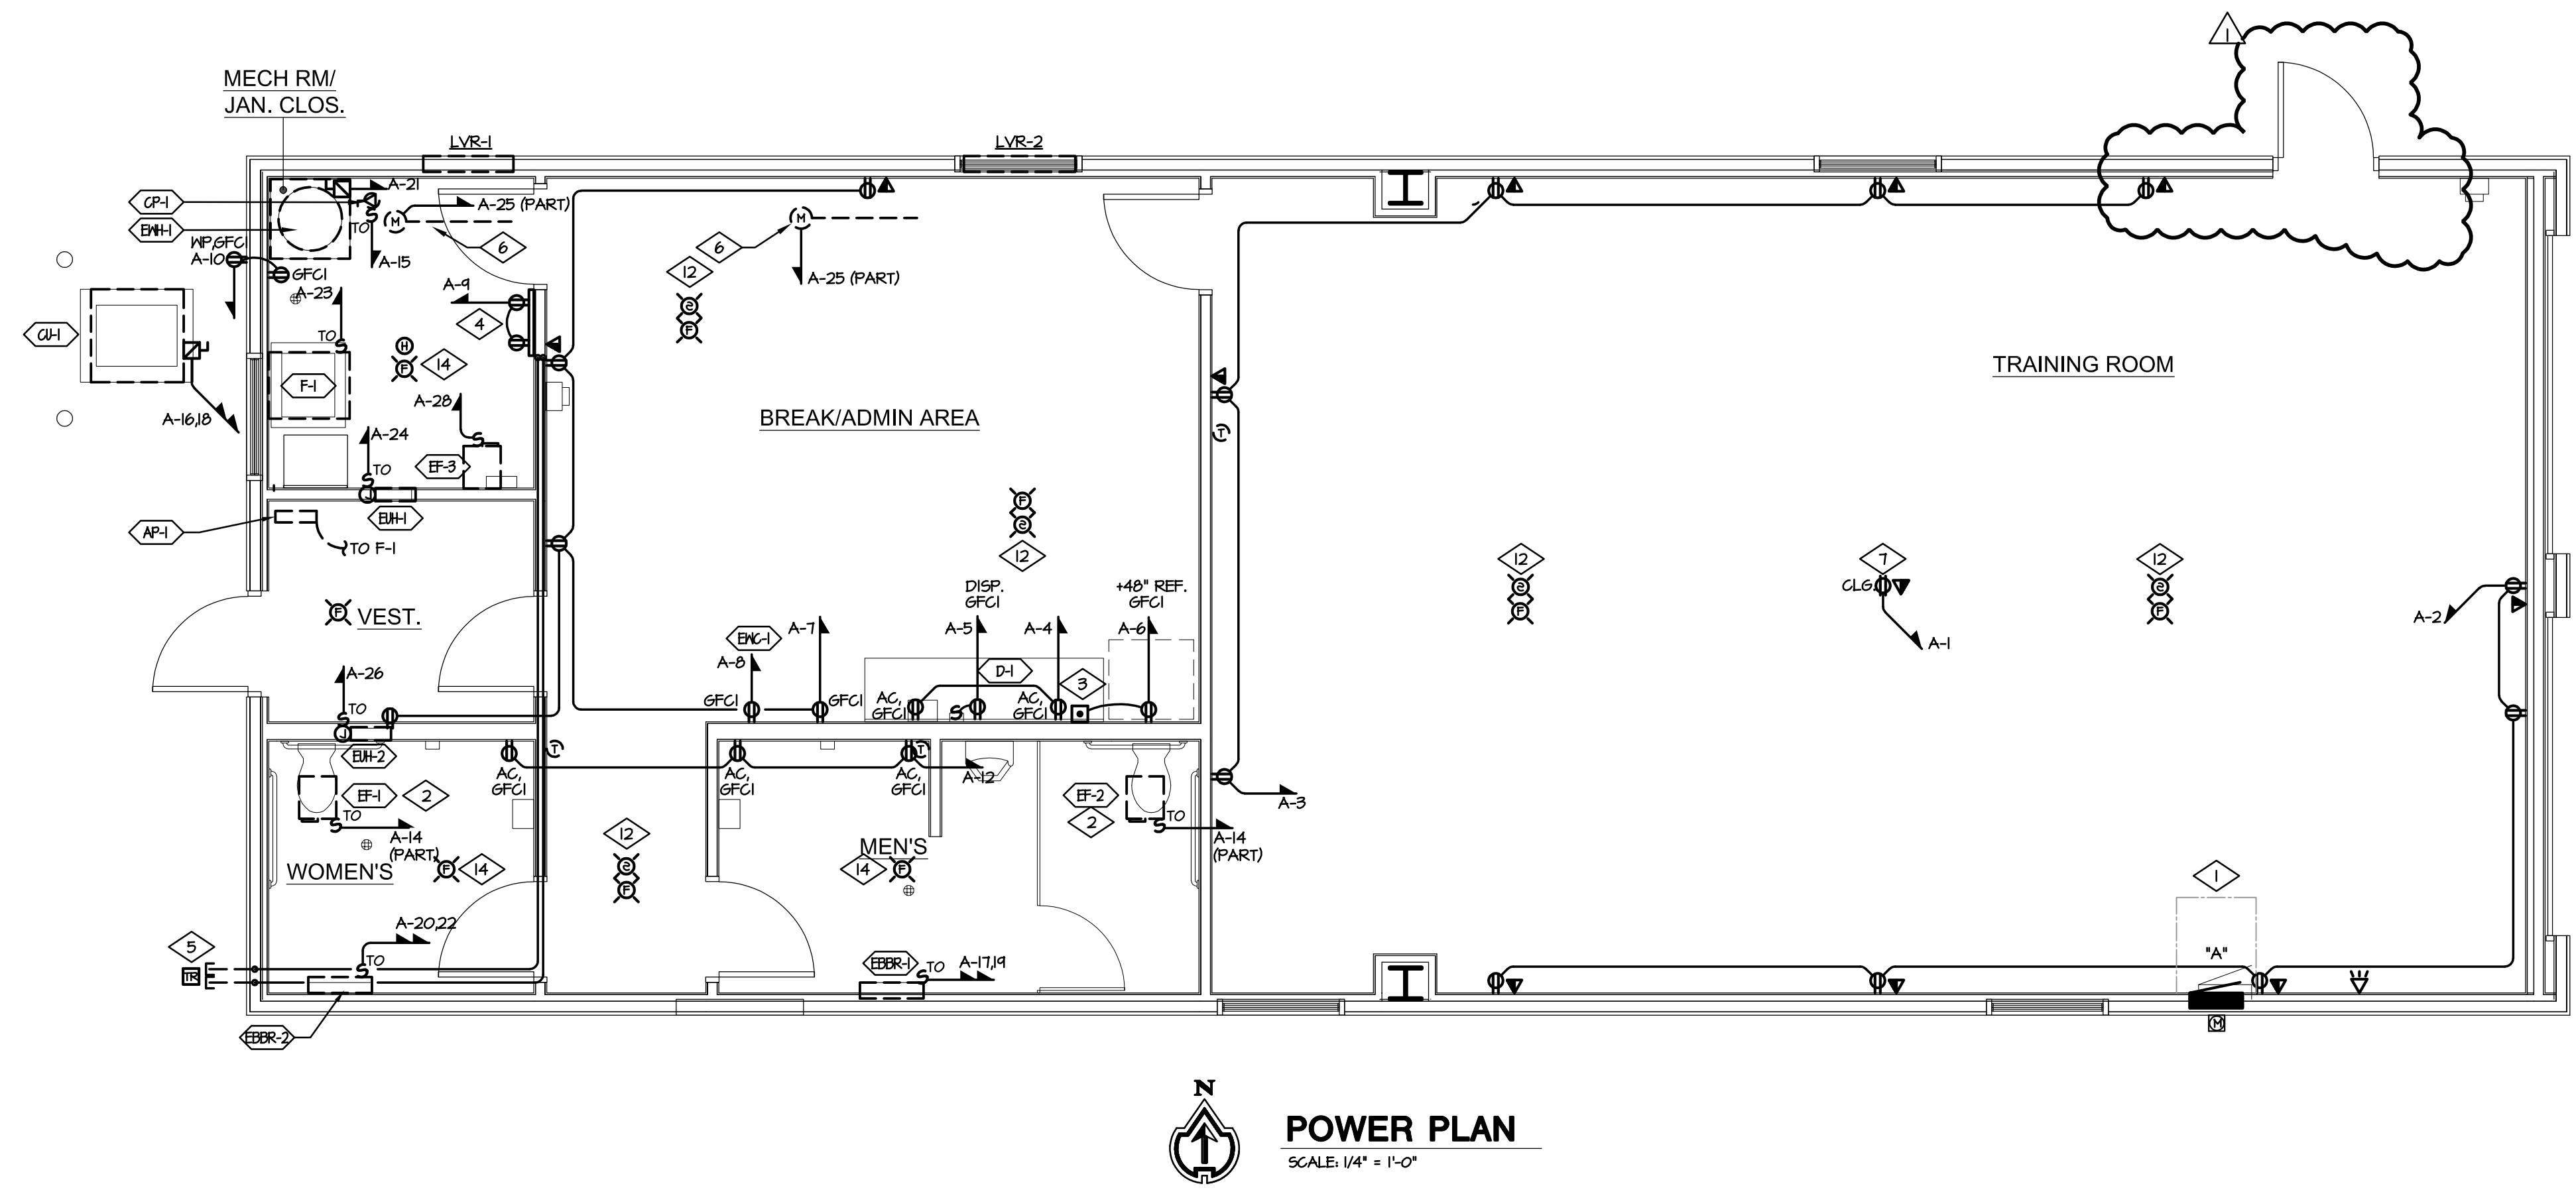 1
MECH RM/
JAN. CLOS.
LVR-1
LVR-2
A-21
CP-1
A-25 (PART)
M
M
EWH-1
TO
6
6
WP,GFCI
A-10
A-15
12
A-25 (PART)
GFCI
A-23
A-9
S
F
CU-1
TO
4
H
F
14
TRAINING ROOM
F-1
A-28
A-16,18
BREAK/ADMIN AREA
A-24
T
TO
EF-3
EUH-1
J
F
S
AP-1
TO F-1
12
12
7
12
DISP.
GFCI
+48" REF.
GFCI
CLG.
S
F
S
F
F
VEST.
EWC-1
A-7
A-5
A-4
A-6
A-2
A-1
A-8
D-1
A-26
3
TO
GFCI
GFCI
AC,
GFCI
AC,
GFCI
J
EUH-2
T
T
AC,
GFCI
AC,
GFCI
AC,
GFCI
A-12
EF-1
2
EF-2
A-3
TO
2
TO
A-14
(PART)
A-14
(PART)
12
MEN'S
WOMEN'S
F
14
14
F
S
F
1
A-20,22
5
"A"
TR
TO
EBBR-1
TO
A-17,19
M
EBBR-2
N
POWER PLAN
SCALE: 1/4" = 1'-0"